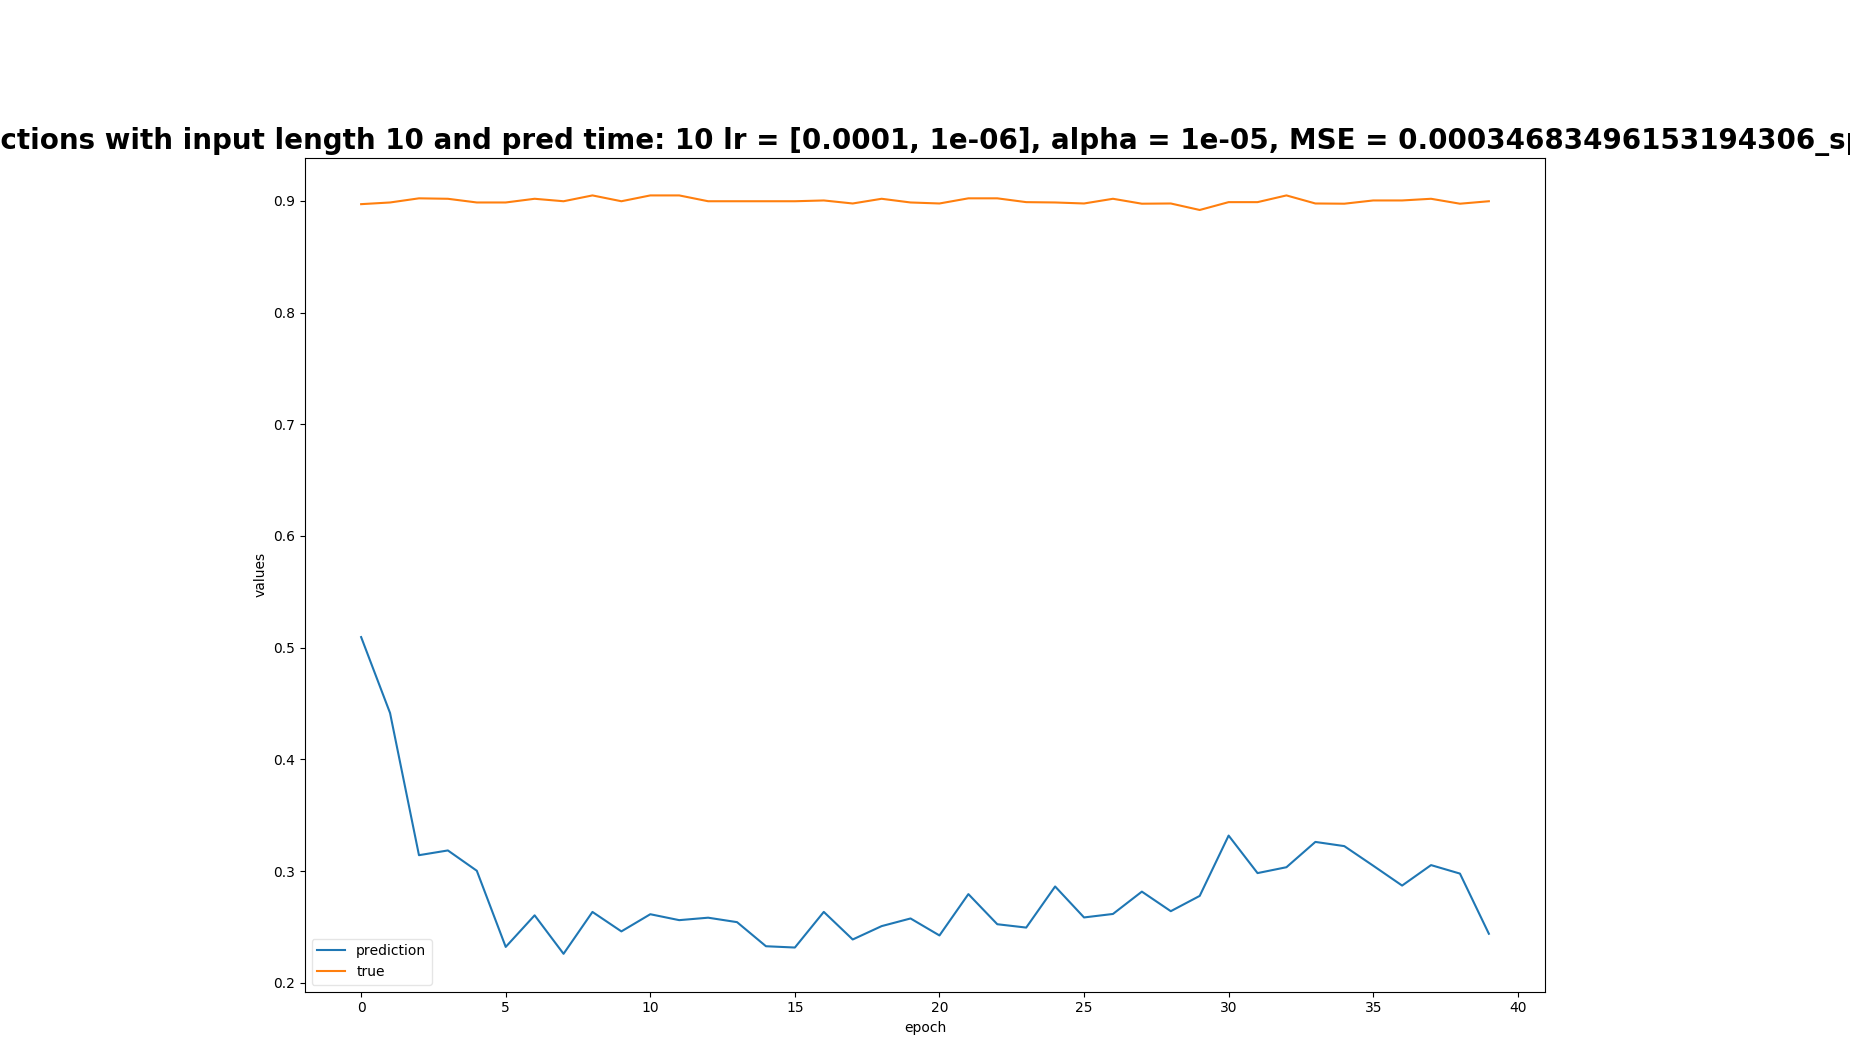 ctions with input length 10 and pred time: 10 lr = [0.0001, 1e-06], alpha = 1e-05, MSE = 0.00034683496153194306_sp
0.9
0.8
0.7
0.6
0.5
0.4
0.3
0.2
values
prediction
true
0 5 10 15 20 25 30 35 40
epoch